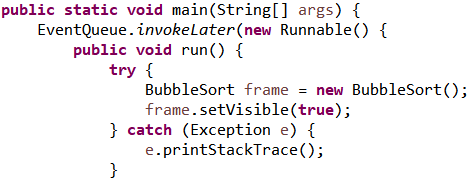 public static void main(String[] args) {
    EventQueue.invokeLater(new Runnable() {
        public void run() {
            try {
                BubbleSort frame = new BubbleSort();
                frame.setVisible(true);
            } catch (Exception e) {
                e.printStackTrace();
            }